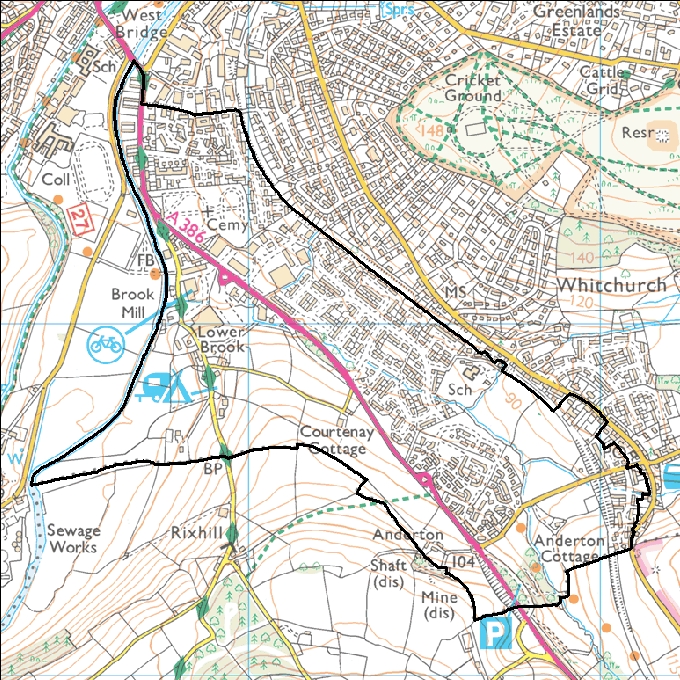 West
Bridge
Sprs
Greenlands
Estate
Sch
Cricket
Ground
Cattle
Grid
148
Resr
Coll
27
A 386
Cemy
FB
140
Brook
Mill
MS
Whitchurch
120
Lower
Brook
Sch
90
Courtenay
Cottage
W
BP
Sewage
Works
Rixhill
Anderton
Anderton
Cottage
Shaft
(dis)
104
Mine
(dis)
P